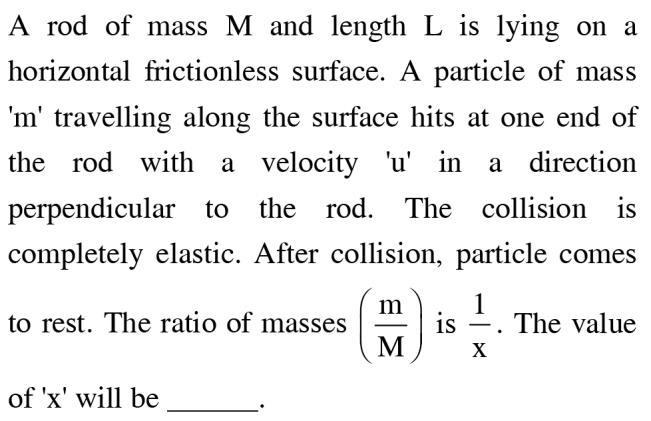 A rod of mass M and length L is lying on a
horizontal frictionless surface. A particle of mass
'm' travelling along the surface hits at one end of
the rod with a velocity 'u' in a direction
perpendicular to the rod. The collision is
completely elastic. After collision, particle comes
to rest. The ratio of masses (m/M) is 1/x. The value
of 'x' will be ______.